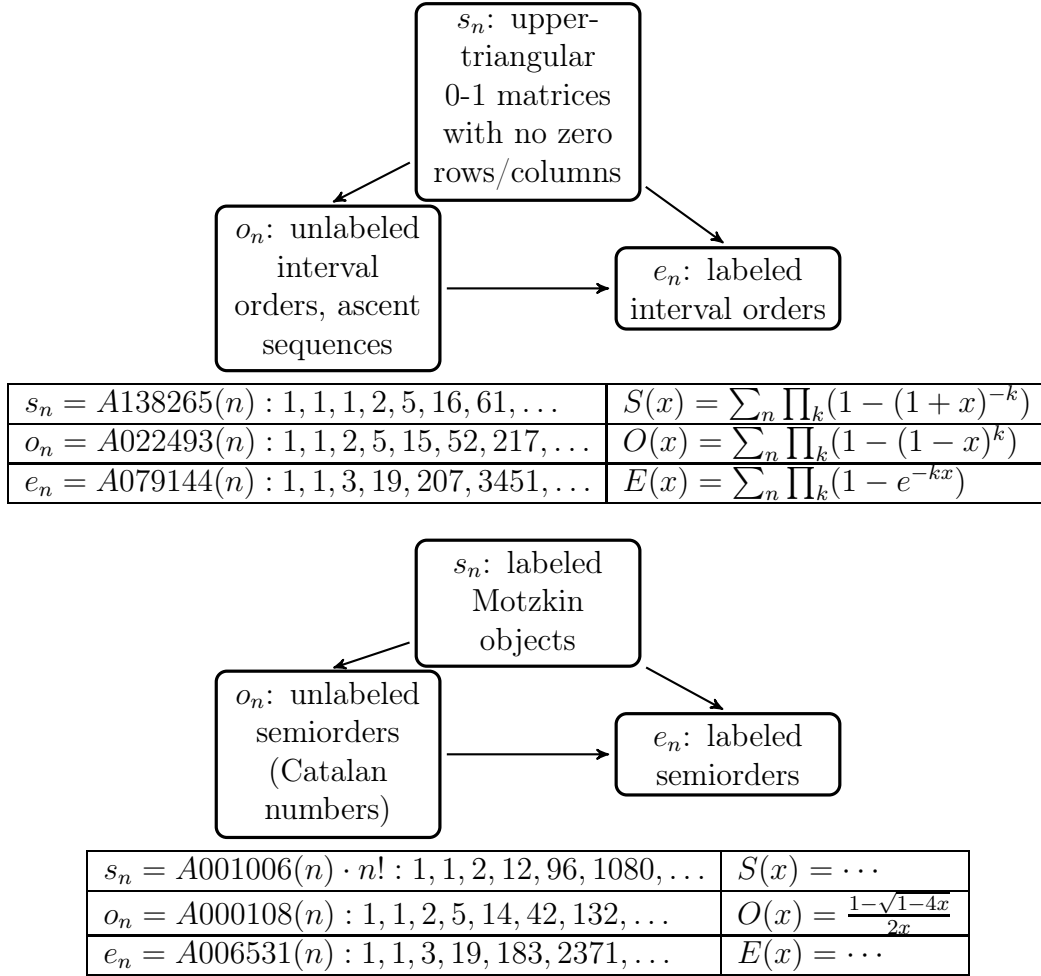 s_n: upper-
triangular
0-1 matrices
with no zero
rows/columns
o_n: unlabeled
interval
orders, ascent
sequences
e_n: labeled
interval orders
s_n = A138265(n) : 1, 1, 1, 2, 5, 16, 61, … S(x) = ∑_n ∏_k(1 − (1 + x)^{−k})
o_n = A022493(n) : 1, 1, 2, 5, 15, 52, 217, … O(x) = ∑_n ∏_k(1 − (1 − x)^k)
e_n = A079144(n) : 1, 1, 3, 19, 207, 3451, … E(x) = ∑_n ∏_k(1 − e^{−kx})
s_n: labeled
Motzkin
objects
o_n: unlabeled
semiorders
(Catalan
numbers)
e_n: labeled
semiorders
s_n = A001006(n) · n! : 1, 1, 2, 12, 96, 1080, … S(x) = ⋯
o_n = A000108(n) : 1, 1, 2, 5, 14, 42, 132, … O(x) = \frac{1−\sqrt{1−4x}}{2x}
e_n = A006531(n) : 1, 1, 3, 19, 183, 2371, … E(x) = ⋯